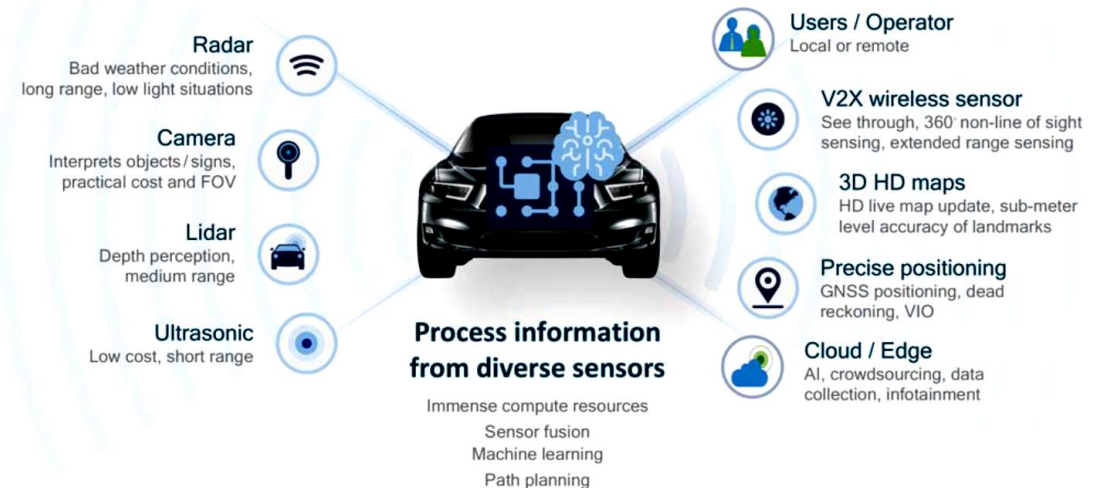 Radar
Bad weather conditions,
long range, low light situations
Camera
Interprets objects/signs,
practical cost and FOV
Lidar
Depth perception,
medium range
Ultrasonic
Low cost, short range
Process information
from diverse sensors
Immense compute resources
Sensor fusion
Machine learning
Path planning
Users / Operator
Local or remote
V2X wireless sensor
See through, 360° non-line of sight
sensing, extended range sensing
3D HD maps
HD live map update, sub-meter
level accuracy of landmarks
Precise positioning
GNSS positioning, dead
reckoning, VIO
Cloud / Edge
AI, crowdsourcing, data
collection, infotainment